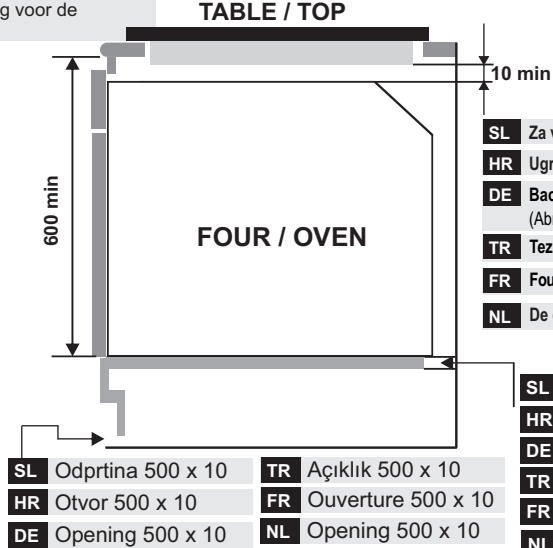 g voor de
TABLE / TOP
10 min
600 min
FOUR / OVEN
SL Za
HR
DE
TR
FR
NL De
SL
HR
DE
TR
FR
NL
SL Odprtina 500 x 10
HR Otvor 500 x 10
DE Opening 500 x 10
TR Açıklık 500 x 10
FR Ouverture 500 x 10
NL Opening 500 x 10